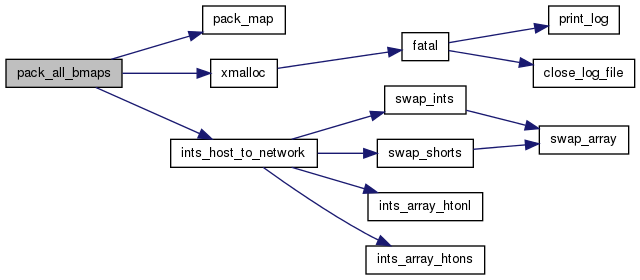 pack_all_bmaps
pack_map
xmalloc
ints_host_to_network
fatal
print_log
close_log_file
swap_ints
swap_shorts
swap_array
ints_array_htonl
ints_array_htons